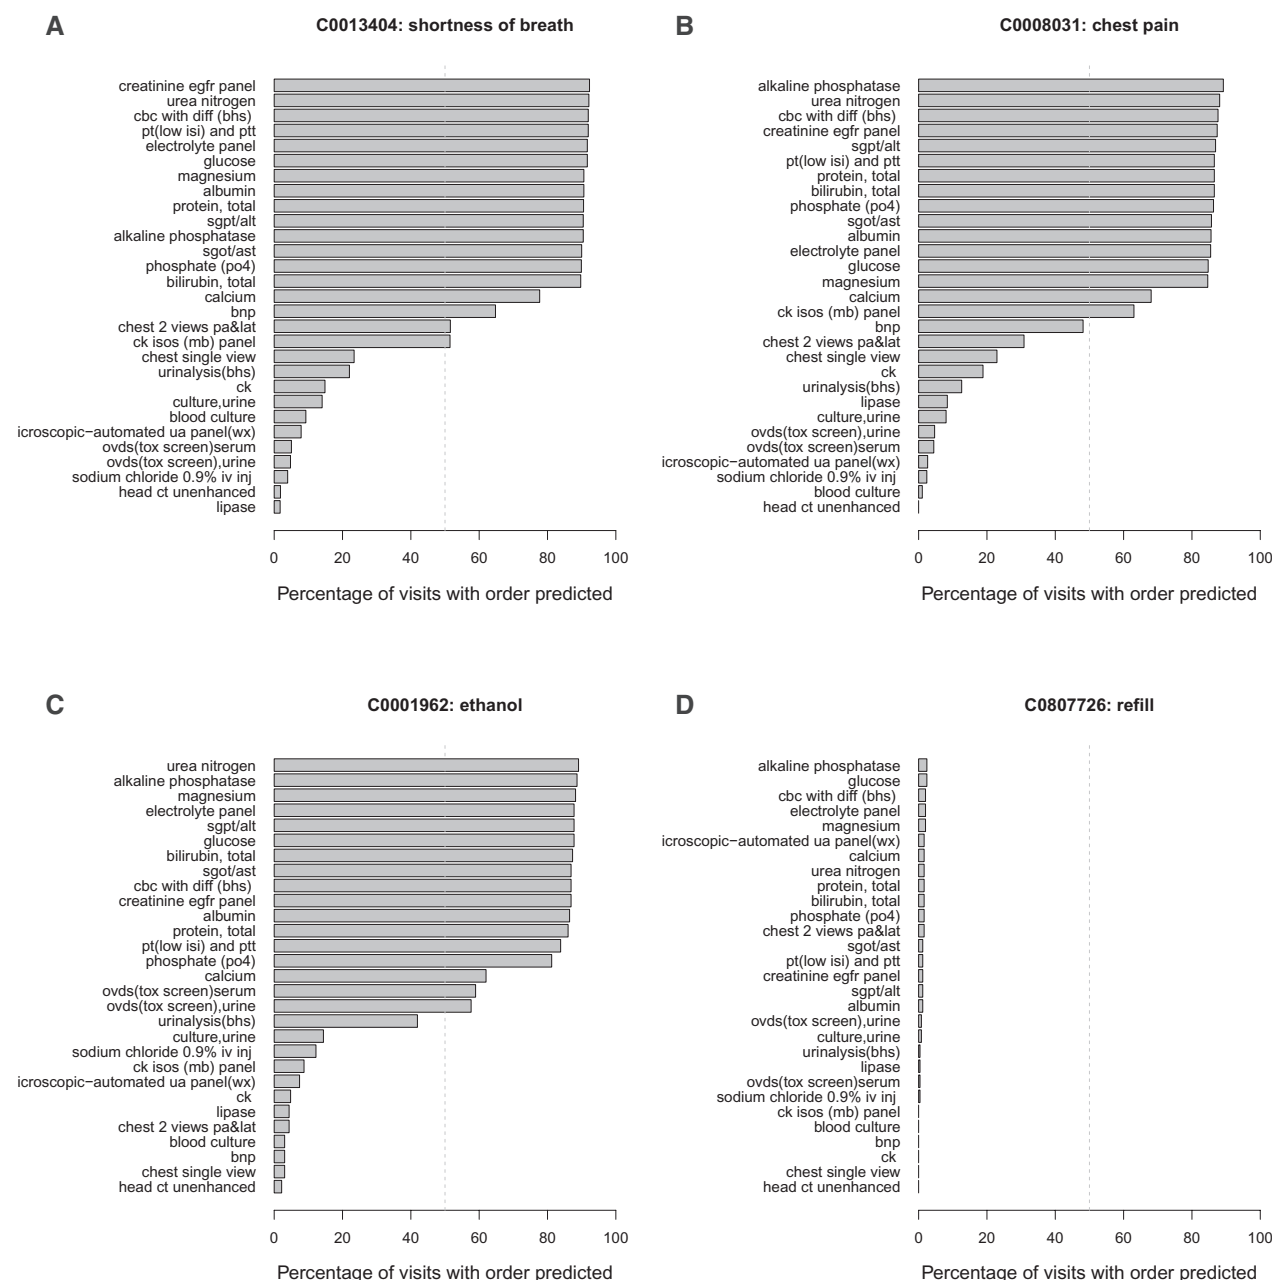 A
C0013404: shortness of breath
creatinine egfr panel
urea nitrogen
cbc with diff (bhs)
pt(low isi) and ptt
electrolyte panel
glucose
magnesium
albumin
protein, total
sgpt/alt
alkaline phosphatase
sgot/ast
phosphate (po4)
bilirubin, total
calcium
bnp
chest 2 views pa&lat
ck isos (mb) panel
chest single view
urinalysis(bhs)
ck
culture,urine
blood culture
icroscopic−automated ua panel(wx)
ovds(tox screen)serum
ovds(tox screen),urine
sodium chloride 0.9% iv inj
head ct unenhanced
lipase
0 20 40 60 80 100
Percentage of visits with order predicted
B
C0008031: chest pain
alkaline phosphatase
urea nitrogen
cbc with diff (bhs)
creatinine egfr panel
sgpt/alt
pt(low isi) and ptt
protein, total
bilirubin, total
phosphate (po4)
sgot/ast
albumin
electrolyte panel
glucose
magnesium
calcium
ck isos (mb) panel
bnp
chest 2 views pa&lat
chest single view
ck
urinalysis(bhs)
lipase
culture,urine
ovds(tox screen),urine
ovds(tox screen)serum
icroscopic−automated ua panel(wx)
sodium chloride 0.9% iv inj
blood culture
head ct unenhanced
0 20 40 60 80 100
Percentage of visits with order predicted
C
C0001962: ethanol
urea nitrogen
alkaline phosphatase
magnesium
electrolyte panel
sgpt/alt
glucose
bilirubin, total
sgot/ast
cbc with diff (bhs)
creatinine egfr panel
albumin
protein, total
pt(low isi) and ptt
phosphate (po4)
calcium
ovds(tox screen)serum
ovds(tox screen),urine
urinalysis(bhs)
culture,urine
sodium chloride 0.9% iv inj
ck isos (mb) panel
icroscopic−automated ua panel(wx)
ck
lipase
chest 2 views pa&lat
blood culture
bnp
chest single view
head ct unenhanced
0 20 40 60 80 100
Percentage of visits with order predicted
D
C0807726: refill
alkaline phosphatase
glucose
cbc with diff (bhs)
electrolyte panel
magnesium
icroscopic−automated ua panel(wx)
calcium
urea nitrogen
protein, total
bilirubin, total
phosphate (po4)
chest 2 views pa&lat
sgot/ast
pt(low isi) and ptt
creatinine egfr panel
sgpt/alt
albumin
ovds(tox screen),urine
culture,urine
urinalysis(bhs)
lipase
ovds(tox screen)serum
sodium chloride 0.9% iv inj
ck isos (mb) panel
blood culture
bnp
ck
chest single view
head ct unenhanced
0 20 40 60 80 100
Percentage of visits with order predicted